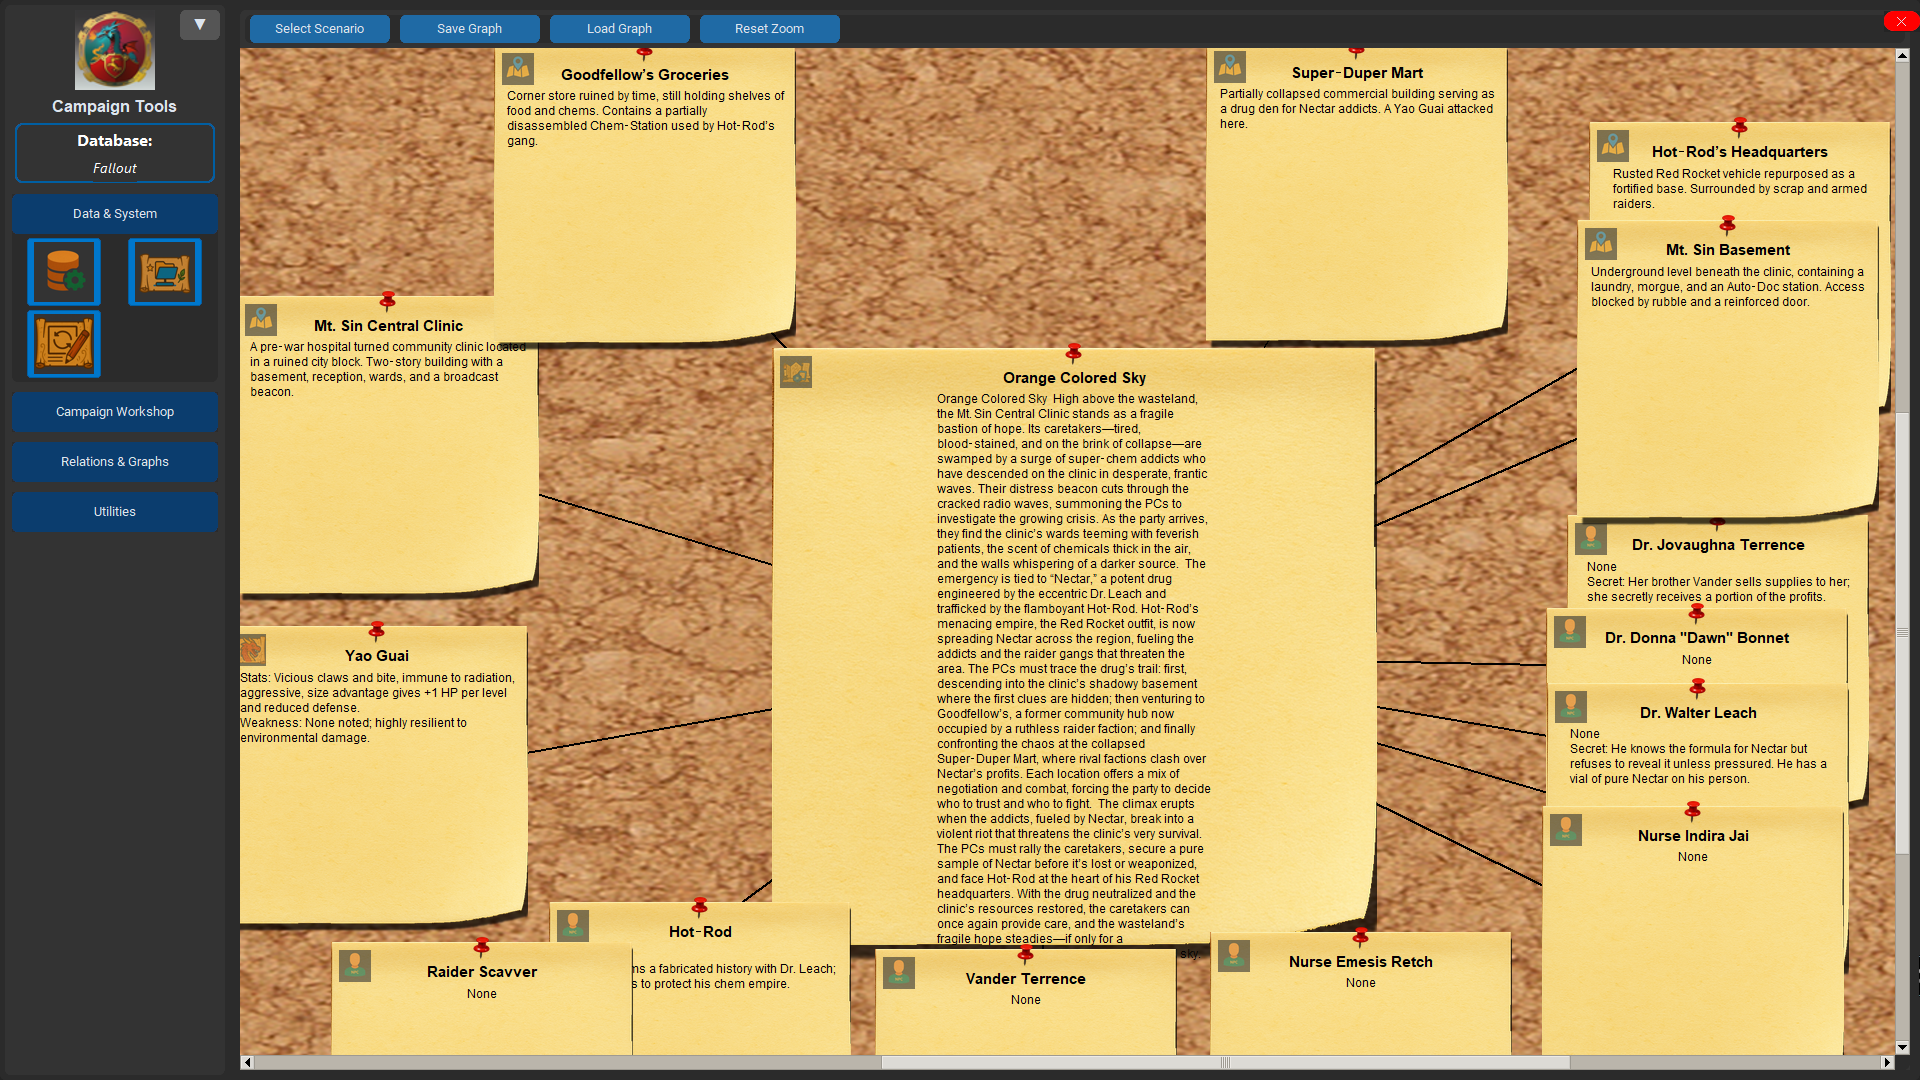 Select Scenario
Save Graph
Load Graph
Reset Zoom
▼
Campaign Tools
Database:
Fallout
Data & System
Campaign Workshop
Relations & Graphs
Utilities
Goodfellow's Groceries
Corner store ruined by time, still holding shelves of
food and chems. Contains a partially
disassembled Chem-Station used by Hot-Rod's
gang.
Super-Duper Mart
Partially collapsed commercial building serving as
a drug den for Nectar addicts. A Yao Guai attacked
here.
Hot-Rod's Headquarters
Rusted Red Rocket vehicle repurposed as a
fortified base. Surrounded by scrap and armed
raiders.
Mt. Sin Basement
Underground level beneath the clinic, containing a
laundry, morgue, and an Auto-Doc station. Access
blocked by rubble and a reinforced door.
Mt. Sin Central Clinic
A pre-war hospital turned community clinic located
in a ruined city block. Two-story building with a
basement, reception, wards, and a broadcast
beacon.
Orange Colored Sky
Orange Colored Sky  High above the wasteland,
the Mt. Sin Central Clinic stands as a fragile
bastion of hope. Its caretakers—tired,
blood-stained, and on the brink of collapse—are
swamped by a surge of super-chem addicts who
have descended on the clinic in desperate, frantic
waves. Their distress beacon cuts through the
cracked radio waves, summoning the PCs to
investigate the growing crisis. As the party arrives,
they find the clinic's wards teeming with feverish
patients, the scent of chemicals thick in the air,
and the walls whispering of a darker source.  The
emergency is tied to “Nectar,” a potent drug
engineered by the eccentric Dr. Leach and
trafficked by the flamboyant Hot-Rod. Hot-Rod's
menacing empire, the Red Rocket outfit, is now
spreading Nectar across the region, fueling the
addicts and the raider gangs that threaten the
area. The PCs must trace the drug's trail: first,
descending into the clinic's shadowy basement
where the first clues are hidden; then venturing to
Goodfellow's, a former community hub now
occupied by a ruthless raider faction; and finally
confronting the chaos at the collapsed
Super-Duper Mart, where rival factions clash over
Nectar's profits. Each location offers a mix of
negotiation and combat, forcing the party to decide
who to trust and who to fight.  The climax erupts
when the addicts, fueled by Nectar, break into a
violent riot that threatens the clinic's very survival.
The PCs must rally the caretakers, secure a pure
sample of Nectar before it's lost or weaponized,
and face Hot-Rod at the heart of his Red Rocket
headquarters. With the drug neutralized and the
clinic's resources restored, the caretakers can
once again provide care, and the wasteland's
fragile hope steadies—if only for a
sky.
Dr. Jovaughna Terrence
None
Secret: Her brother Vander sells supplies to her;
she secretly receives a portion of the profits.
Dr. Donna "Dawn" Bonnet
None
Dr. Walter Leach
None
Secret: He knows the formula for Nectar but
refuses to reveal it unless pressured. He has a
vial of pure Nectar on his person.
Nurse Indira Jai
None
Yao Guai
Stats: Vicious claws and bite, immune to radiation,
aggressive, size advantage gives +1 HP per level
and reduced defense.
Weakness: None noted; highly resilient to
environmental damage.
Hot-Rod
a fabricated history with Dr. Leach;
to protect his chem empire.
Raider Scavver
None
Vander Terrence
None
Nurse Emesis Retch
None